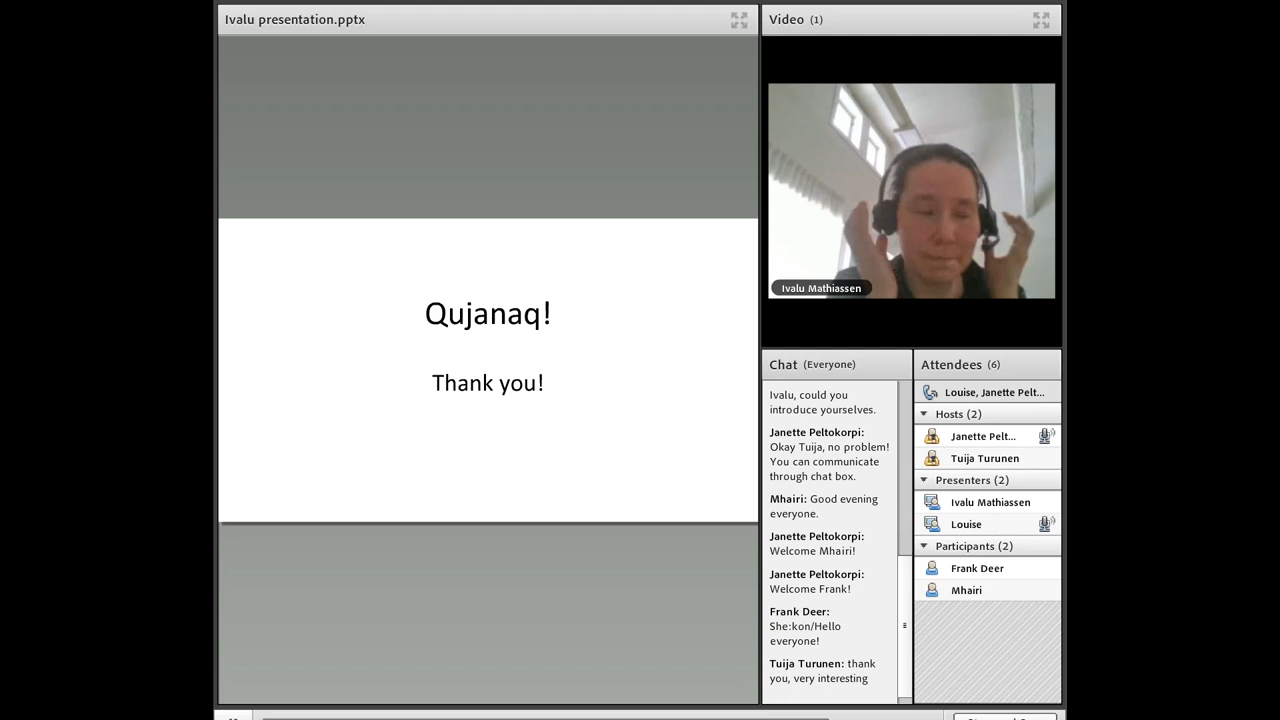 Ivalu presentation.pptx
Qujanaq!
Thank you!
Video (1)
Ivalu Mathiassen
Chat (Everyone)
Ivalu, could you
introduce yourselves.
Janette Peltokorpi:
Okay Tuija, no problem!
You can communicate
through chat box.
Mhairi: Good evening
everyone.
Janette Peltokorpi:
Welcome Mhairi!
Janette Peltokorpi:
Welcome Frank!
Frank Deer:
She:kon/Hello
everyone!
Tuija Turunen: thank
you, very interesting
Attendees (6)
Louise, Janette Pelt...
Hosts (2)
Janette Pelt...
Tuija Turunen
Presenters (2)
Ivalu Mathiassen
Louise
Participants (2)
Frank Deer
Mhairi